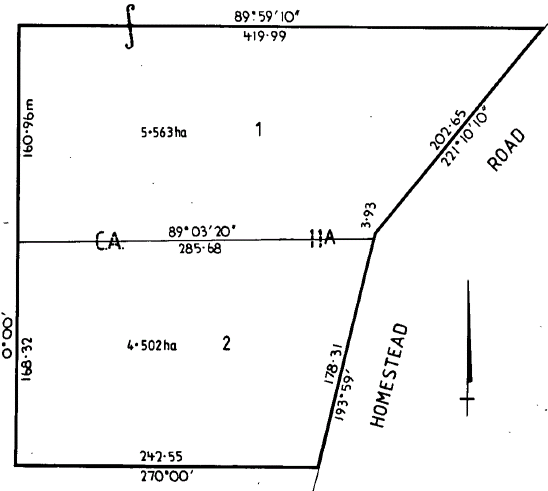 89°59'10"
419.99
160.96m
5.563ha
1
202.65
221°10'10"
ROAD
3.93
C.A.
89°03'20"
285.68
11A
0°00'
168.32
4.502ha
2
178.31
193°59'
HOMESTEAD
242.55
270°00'